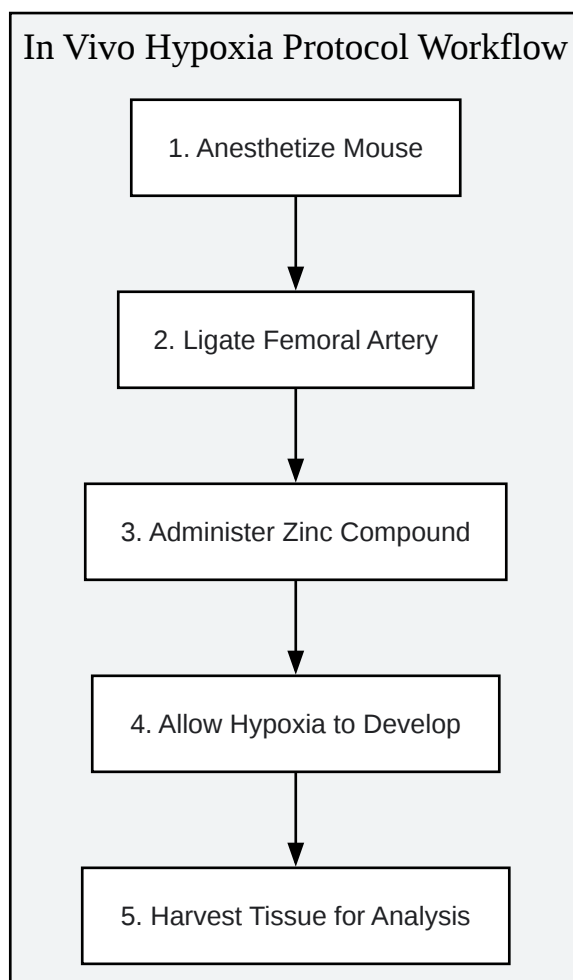 In Vivo Hypoxia Protocol Workflow
1. Anesthetize Mouse
2. Ligate Femoral Artery
3. Administer Zinc Compound
4. Allow Hypoxia to Develop
5. Harvest Tissue for Analysis